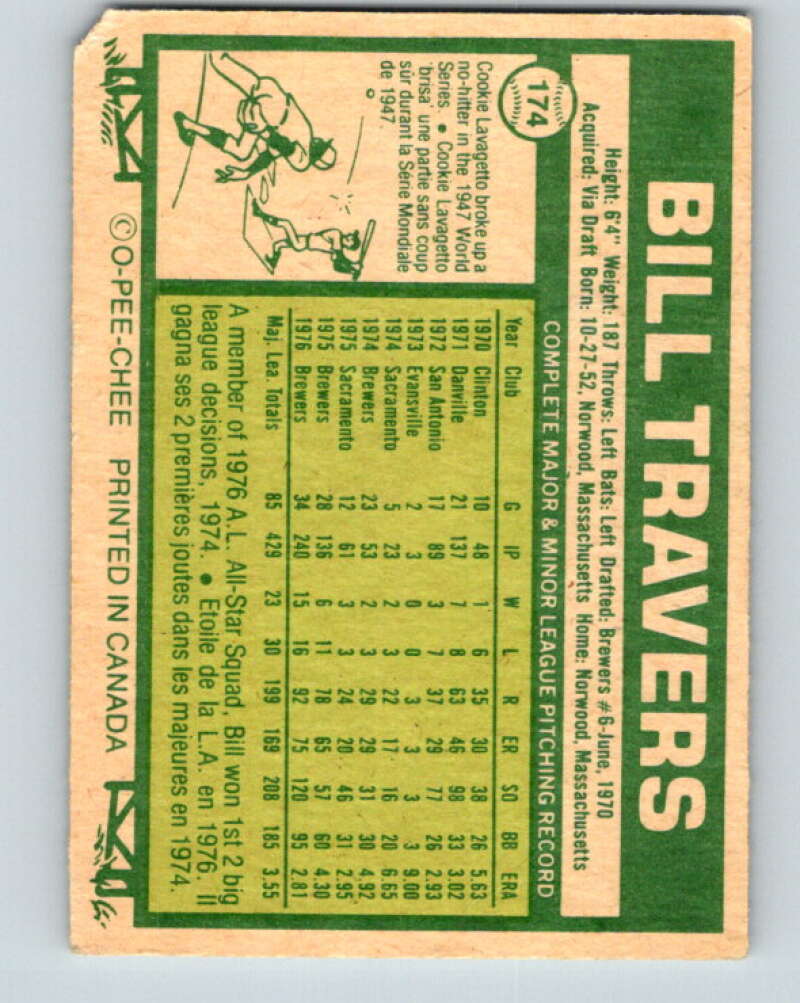 174
BILL TRAVERS
Height: 6'4" Weight: 187 Throws: Left Bats: Left Drafted: Brewers #6-June, 1970
Acquired: Via Draft Born: 10-27-52, Norwood, Massachusetts Home: Norwood, Massachusetts
COMPLETE MAJOR & MINOR LEAGUE PITCHING RECORD
Cookie Lavagetto broke up a
no-hitter in the 1947 World
Series. • Cookie Lavagetto
'brisa' une partie sans coup
sûr durant la Série Mondiale
de 1947.
Year Club G IP W L R ER SO BB ERA
1970 Clinton 10 48 1 6 35 30 38 26 5.63
1971 Danville 21 137 7 8 63 46 98 33 3.02
1972 San Antonio 17 89 3 7 37 29 77 26 2.93
1973 Evansville 2 3 0 0 3 3 3 3 9.00
1974 Sacramento 5 23 2 3 22 17 16 20 6.65
1974 Brewers 23 53 2 3 29 29 31 30 4.92
1975 Sacramento 12 61 3 3 24 20 46 31 2.95
1975 Brewers 28 136 6 11 78 65 57 60 4.30
1976 Brewers 34 240 15 16 92 75 120 95 2.81
Maj. Lea. Totals 85 429 23 30 199 169 208 185 3.55
A member of 1976 A.L. All-Star Squad, Bill won 1st 2 big
league decisions, 1974. • Etoile de la L.A. en 1976. Il
gagna ses 2 premières joutes dans les majeures en 1974.
© O-PEE-CHEE PRINTED IN CANADA